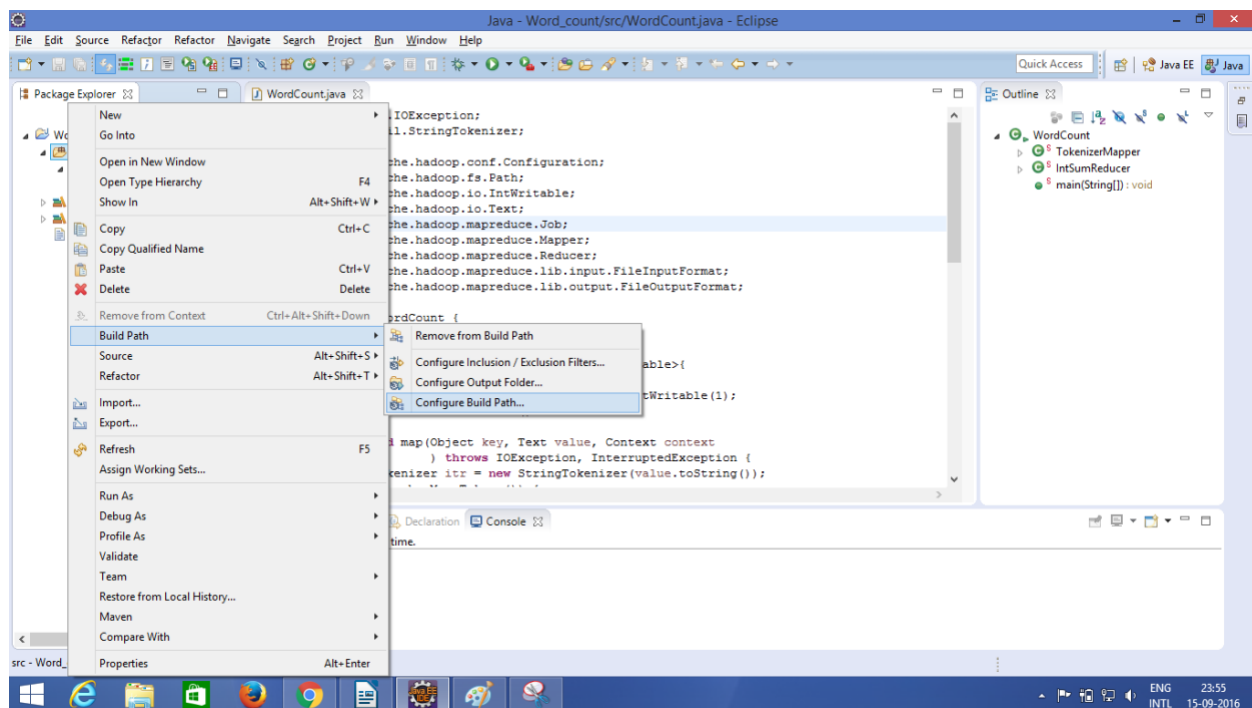 Java - Word_count/src/WordCount.java - Eclipse
File Edit Source Refactor Refactor Navigate Search Project Run Window Help
Quick Access Java EE Java
Package Explorer
WordCount.java
Outline
New
Go Into
Open in New Window
Open Type Hierarchy F4
Show In Alt+Shift+W
Copy Ctrl+C
Copy Qualified Name
Paste Ctrl+V
Delete Delete
Remove from Context Ctrl+Alt+Shift+Down
Build Path
Source Alt+Shift+S
Refactor Alt+Shift+T
Import...
Export...
Refresh F5
Assign Working Sets...
Run As
Debug As
Profile As
Validate
Team
Restore from Local History...
Maven
Compare With
Properties Alt+Enter
Remove from Build Path
Configure Inclusion / Exclusion Filters...
Configure Output Folder...
Configure Build Path...
.IOException;
il.StringTokenizer;
che.hadoop.conf.Configuration;
che.hadoop.fs.Path;
che.hadoop.io.IntWritable;
che.hadoop.io.Text;
che.hadoop.mapreduce.Job;
che.hadoop.mapreduce.Mapper;
che.hadoop.mapreduce.Reducer;
che.hadoop.mapreduce.lib.input.FileInputFormat;
che.hadoop.mapreduce.lib.output.FileOutputFormat;
ordCount {
able>{
tWritable(1);
d map(Object key, Text value, Context context
) throws IOException, InterruptedException {
kenizer itr = new StringTokenizer(value.toString());
WordCount
TokenizerMapper
IntSumReducer
main(String[]) : void
Declaration Console
time.
src - Word_
ENG 23:55
INTL 15-09-2016